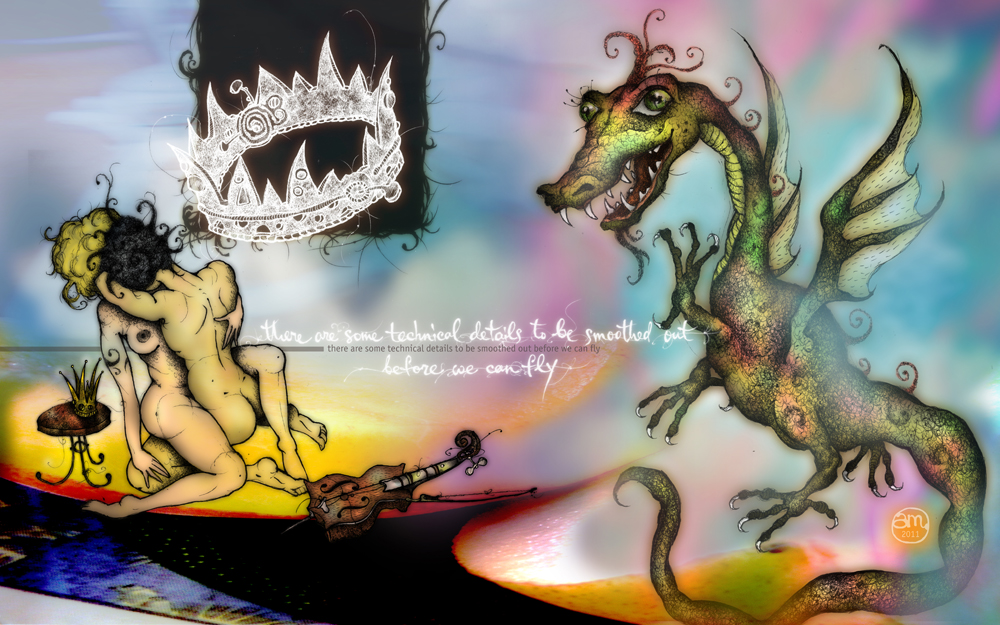 there are some technical details to be smoothed out
there are some technical details to be smoothed out before we can fly
before we can fly
am
2011